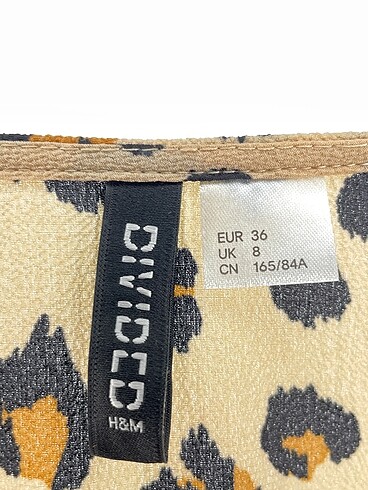 DIVIDED
H&M
EUR 36
UK 8
CN 165/84A